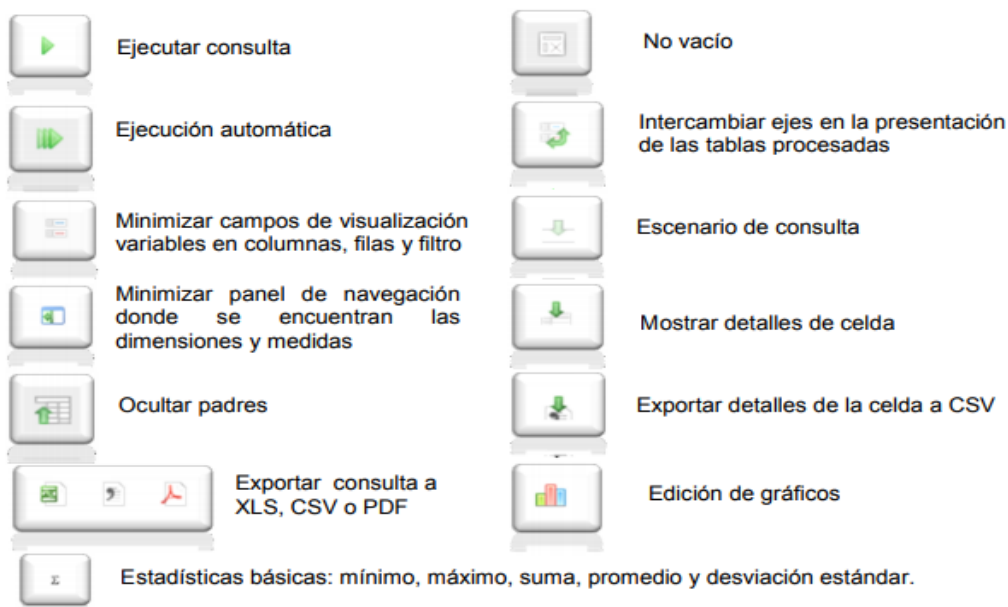 Ejecutar consulta
No vacío
Ejecución automática
Intercambiar ejes en la presentación
de las tablas procesadas
Minimizar campos de visualización
variables en columnas, filas y filtro
Escenario de consulta
Minimizar panel de navegación
donde se encuentran las
dimensiones y medidas
Mostrar detalles de celda
Ocultar padres
Exportar detalles de la celda a CSV
Exportar consulta a
XLS, CSV o PDF
Edición de gráficos
Σ
Estadísticas básicas: mínimo, máximo, suma, promedio y desviación estándar.